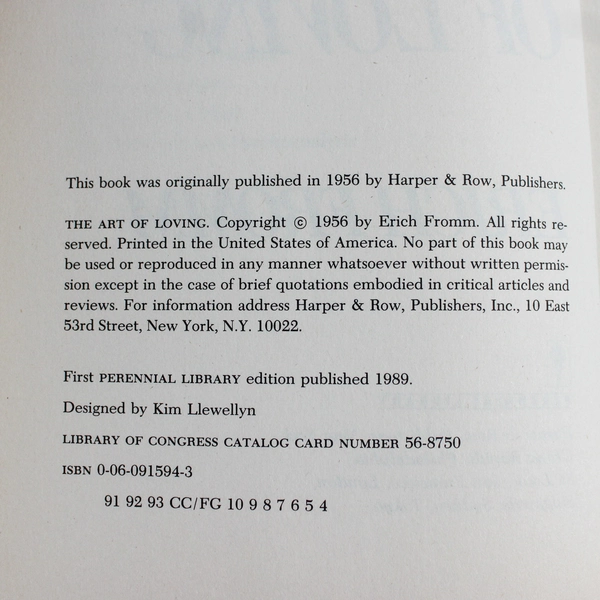 This book was originally published in 1956 by Harper & Row, Publishers.
THE ART OF LOVING. Copyright © 1956 by Erich Fromm. All rights re-
served. Printed in the United States of America. No part of this book may
be used or reproduced in any manner whatsoever without written permis-
sion except in the case of brief quotations embodied in critical articles and
reviews. For information address Harper & Row, Publishers, Inc., 10 East
53rd Street, New York, N.Y. 10022.
First PERENNIAL LIBRARY edition published 1989.
Designed by Kim Llewellyn
LIBRARY OF CONGRESS CATALOG CARD NUMBER 56-8750
ISBN 0-06-091594-3
91 92 93 CC/FG 10 9 8 7 6 5 4